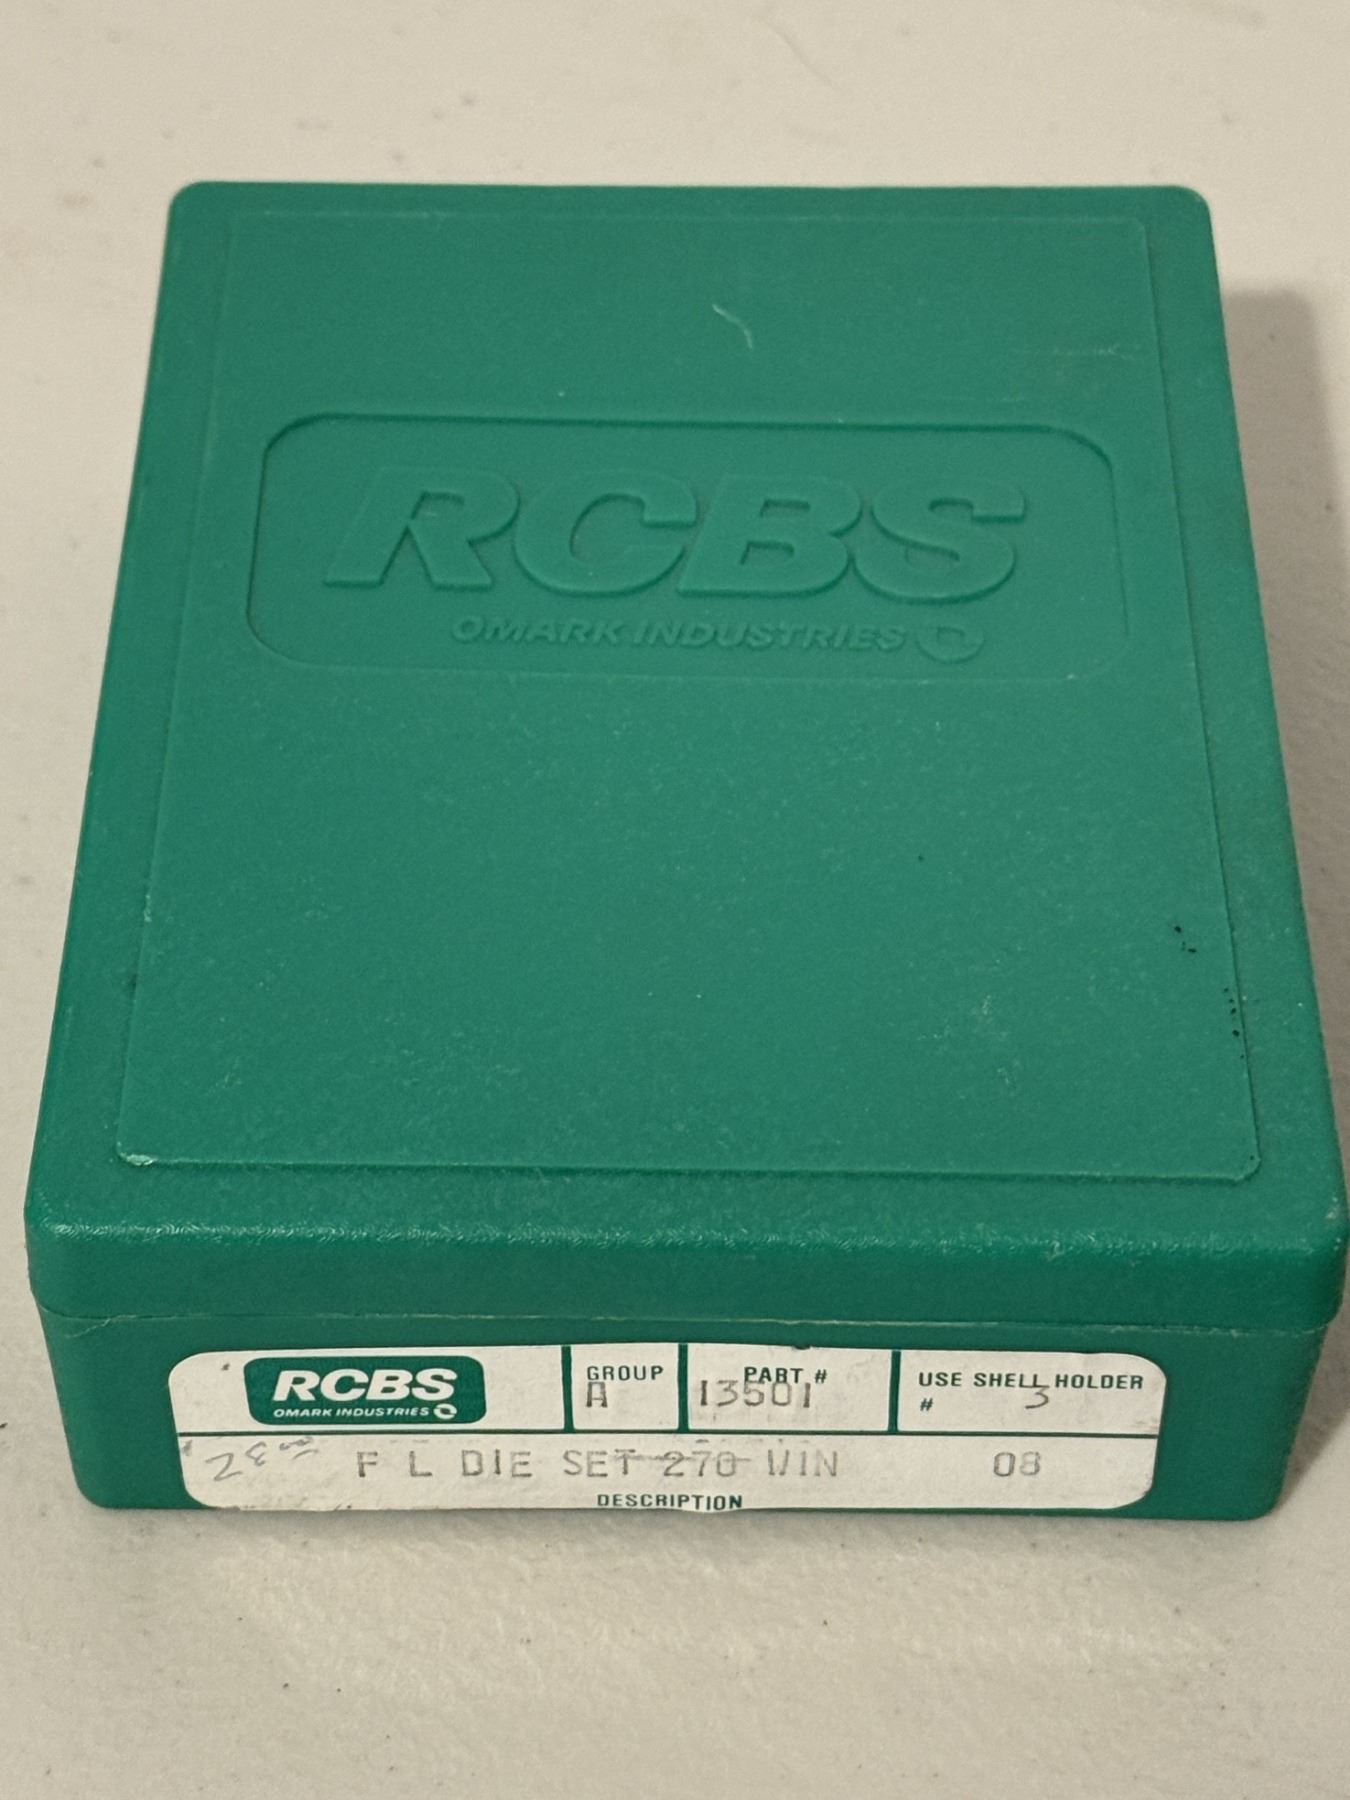 RCBS
OMARK INDUSTRIES
RCBS
OMARK INDUSTRIES
GROUP
A
PART #
13501
USE SHELL HOLDER
# 3
F L DIE SET 270 WIN 08
DESCRIPTION